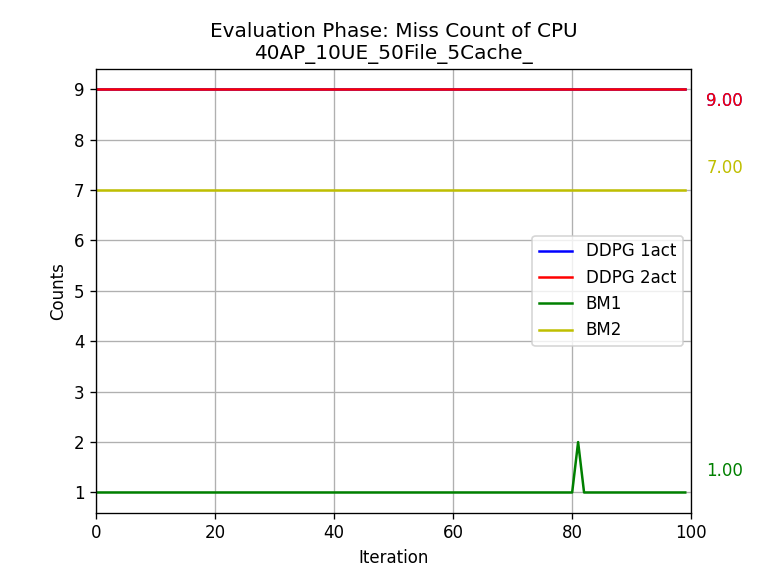 Evaluation Phase: Miss Count of CPU
40AP_10UE_50File_5Cache_
9
8
7
6
5
4
3
2
1
Counts
9.00
7.00
1.00
DDPG 1act
DDPG 2act
BM1
BM2
0 20 40 60 80 100
Iteration